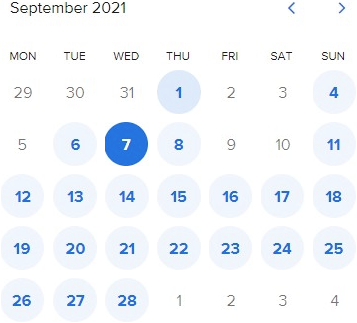 September 2021
MON TUE WED THU FRI SAT SUN
29 30 31 1 2 3 4
5 6 7 8 9 10 11
12 13 14 15 16 17 18
19 20 21 22 23 24 25
26 27 28 1 2 3 4